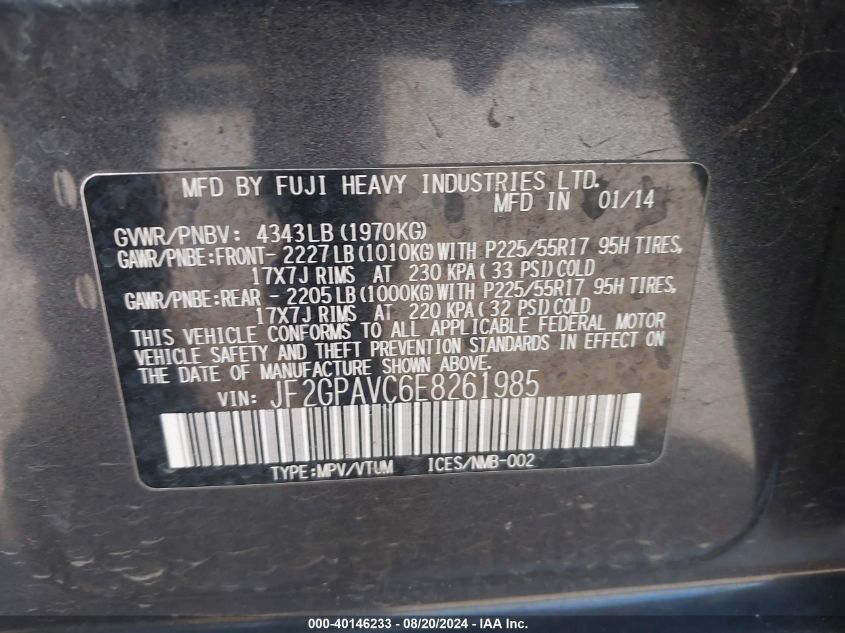 MFD BY FUJI HEAVY INDUSTRIES LTD.
MFD IN 01/14
GVWR/PNBV: 4343LB(1970KG)
GAWR/PNBE:FRONT- 2227LB(1010KG)WITH P225/55R17 95H TIRES,
17X7J RIMS AT 230 KPA(33 PSI)COLD
GAWR/PNBE:REAR - 2205LB(1000KG)WITH P225/55R17 95H TIRES,
17X7J RIMS AT 220 KPA(32 PSI)COLD
THIS VEHICLE CONFORMS TO ALL APPLICABLE FEDERAL MOTOR
VEHICLE SAFETY AND THEFT PREVENTION STANDARDS IN EFFECT ON
THE DATE OF MANUFACTURE SHOWN ABOVE.
VIN: JF2GPAVC6E8261985
TYPE:MPV/VTUM ICES/NMB-002
000-40146233 - 08/20/2024 - IAA Inc.